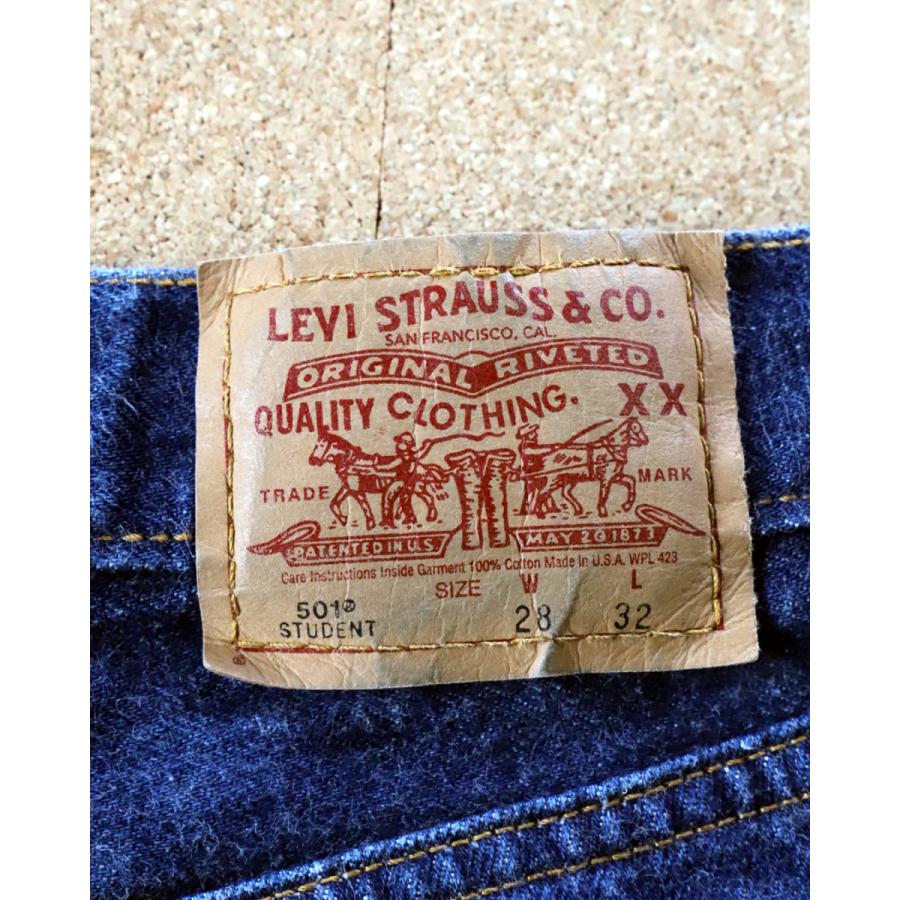 LEVI STRAUSS & CO.
SAN FRANCISCO, CAL.
ORIGINAL RIVETED
QUALITY CLOTHING. XX
TRADE MARK
PATENTED IN U.S. MAY 20 1873
Care Instructions Inside Garment 100% Cotton Made in U.S.A. WPL 423
SIZE W L
501® 28 32
STUDENT
®